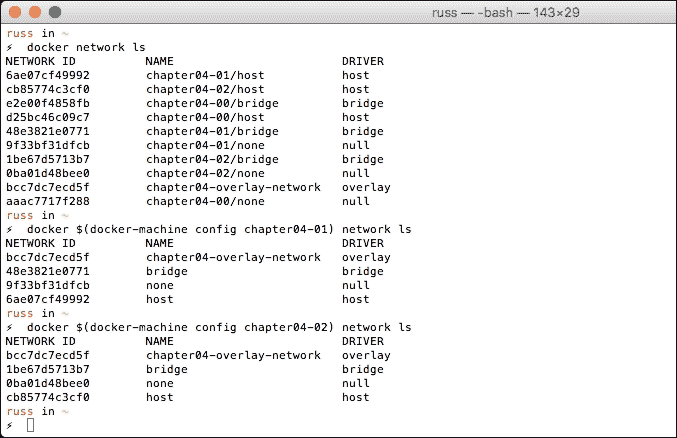 russ — -bash — 143×29
russ in ~
⚡ docker network ls
NETWORK ID NAME DRIVER
6ae07cf49992 chapter04-01/host host
cb85774c3cf0 chapter04-02/host host
e2e00f4858fb chapter04-00/bridge bridge
d25bc46c09c7 chapter04-00/host host
48e3821e0771 chapter04-01/bridge bridge
9f33bf31dfcb chapter04-01/none null
1be67d5713b7 chapter04-02/bridge bridge
0ba01d48bee0 chapter04-02/none null
bcc7dc7ecd5f chapter04-overlay-network overlay
aaac7717f288 chapter04-00/none null
russ in ~
⚡ docker $(docker-machine config chapter04-01) network ls
NETWORK ID NAME DRIVER
bcc7dc7ecd5f chapter04-overlay-network overlay
48e3821e0771 bridge bridge
9f33bf31dfcb none null
6ae07cf49992 host host
russ in ~
⚡ docker $(docker-machine config chapter04-02) network ls
NETWORK ID NAME DRIVER
bcc7dc7ecd5f chapter04-overlay-network overlay
1be67d5713b7 bridge bridge
0ba01d48bee0 none null
cb85774c3cf0 host host
russ in ~
⚡